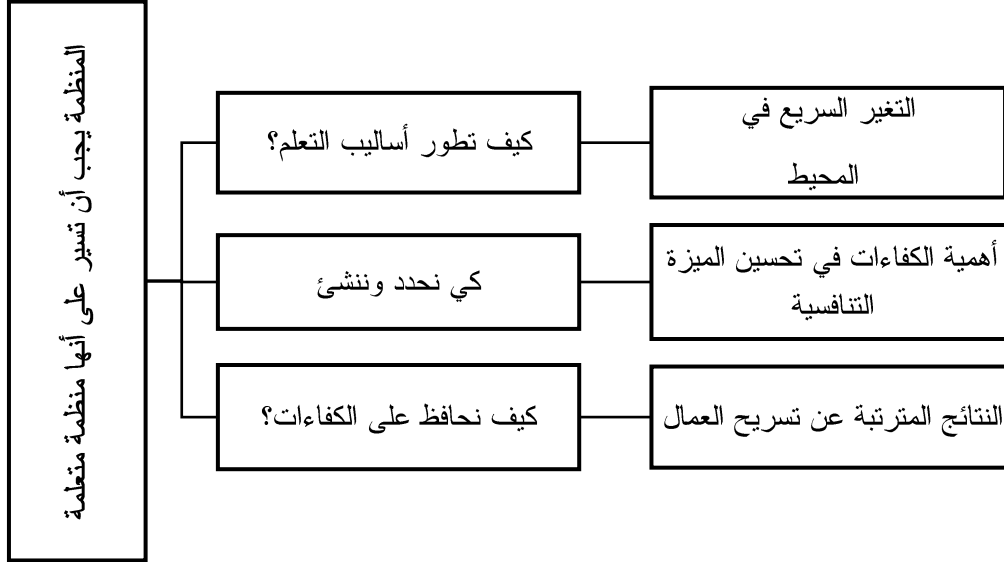 التغير السريع في
المحيط
أهمية الكفاءات في تحسين الميزة
التنافسية
النتائج المترتبة عن تسريح العمال
كيف تطور أساليب التعلم؟
كي نحدد وننشئ
كيف نحافظ على الكفاءات؟
المنظمة يجب أن تسير على أنها منظمة متعلمة